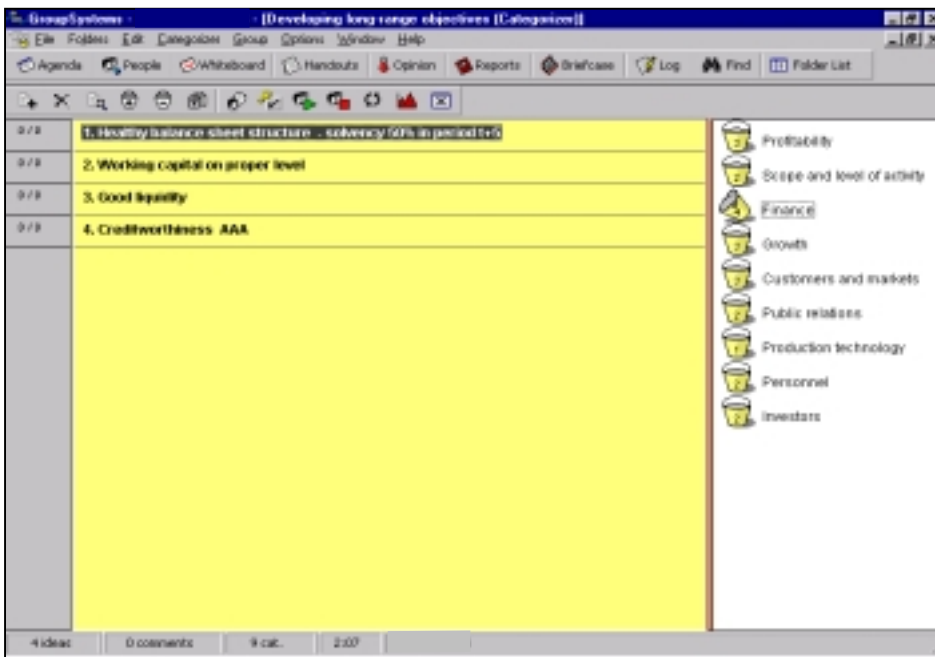 GroupSystems - - [Developing long range objectives (Categorizer)]
File Folders Edit Categorizer Group Options Window Help
Agenda People Whiteboard Handouts Opinion Reports Briefcase Log Find Folder List
0 / 0 1. Healthy balance sheet structure - solvency 50% in period t+5
0 / 0 2. Working capital on proper level
0 / 0 3. Good liquidity
0 / 0 4. Creditworthiness AAA
Profitability
Scope and level of activity
Finance
Growth
Customers and markets
Public relations
Production technology
Personnel
Investors
4 ideas 0 comments 9 cat. 2:07